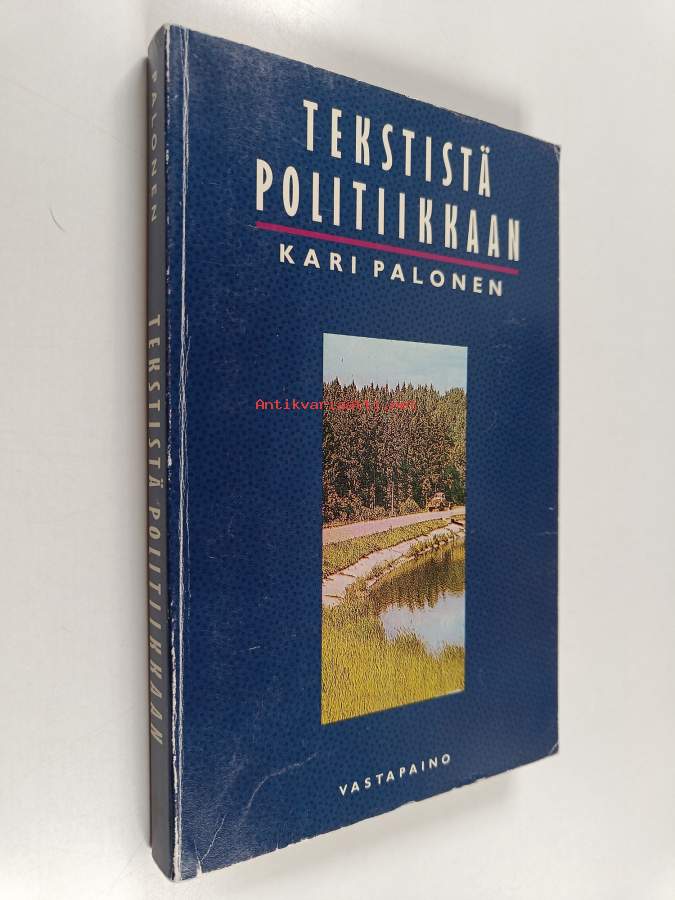 TEKSTISTÄ
POLITIIKKAAN
KARI PALONEN
Antikvariaatti.net
VASTAPAINO
PALONEN TEKSTISTÄ POLITIIKKAAN